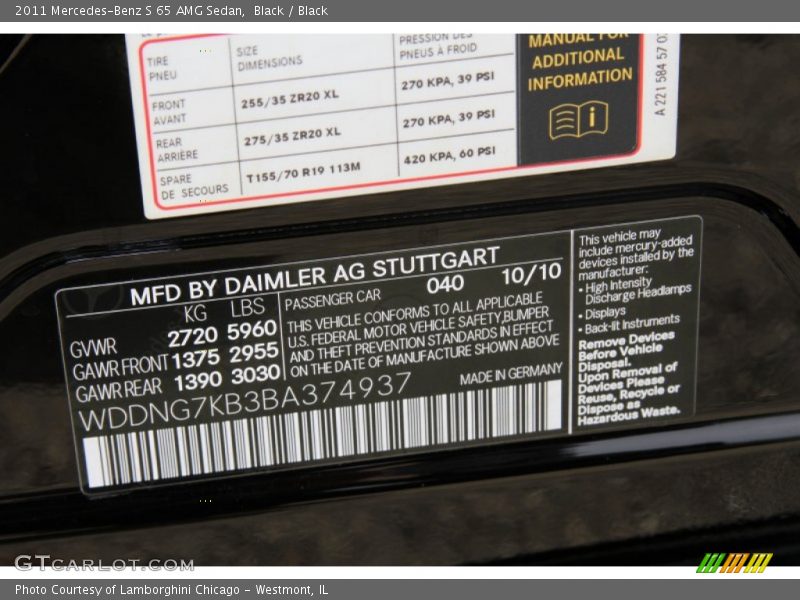 2011 Mercedes-Benz S 65 AMG Sedan, Black / Black
TIRE SIZE PRESSION DES
PNEU DIMENSIONS PNEUS À FROID
FRONT 255/35 ZR20 XL 270 KPA, 39 PSI
AVANT
REAR 275/35 ZR20 XL 270 KPA, 39 PSI
ARRIÈRE
SPARE T155/70 R19 113M 420 KPA, 60 PSI
DE SECOURS
MANUAL FOR
ADDITIONAL
INFORMATION
A 221 584 57 0
MFD BY DAIMLER AG STUTTGART
KG LBS PASSENGER CAR 040 10/10
GVWR 2720 5960
GAWR FRONT 1375 2955
GAWR REAR 1390 3030
THIS VEHICLE CONFORMS TO ALL APPLICABLE
U.S. FEDERAL MOTOR VEHICLE SAFETY,BUMPER
AND THEFT PREVENTION STANDARDS IN EFFECT
ON THE DATE OF MANUFACTURE SHOWN ABOVE
WDDNG7KB3BA374937 MADE IN GERMANY
This vehicle may
include mercury-added
devices installed by the
manufacturer:
• High Intensity
Discharge Headlamps
• Displays
• Back-lit Instruments
Remove Devices
Before Vehicle
Disposal.
Upon Removal of
Devices Please
Reuse, Recycle or
Dispose as
Hazardous Waste.
GTCarLot.com
Photo Courtesy of Lamborghini Chicago - Westmont, IL